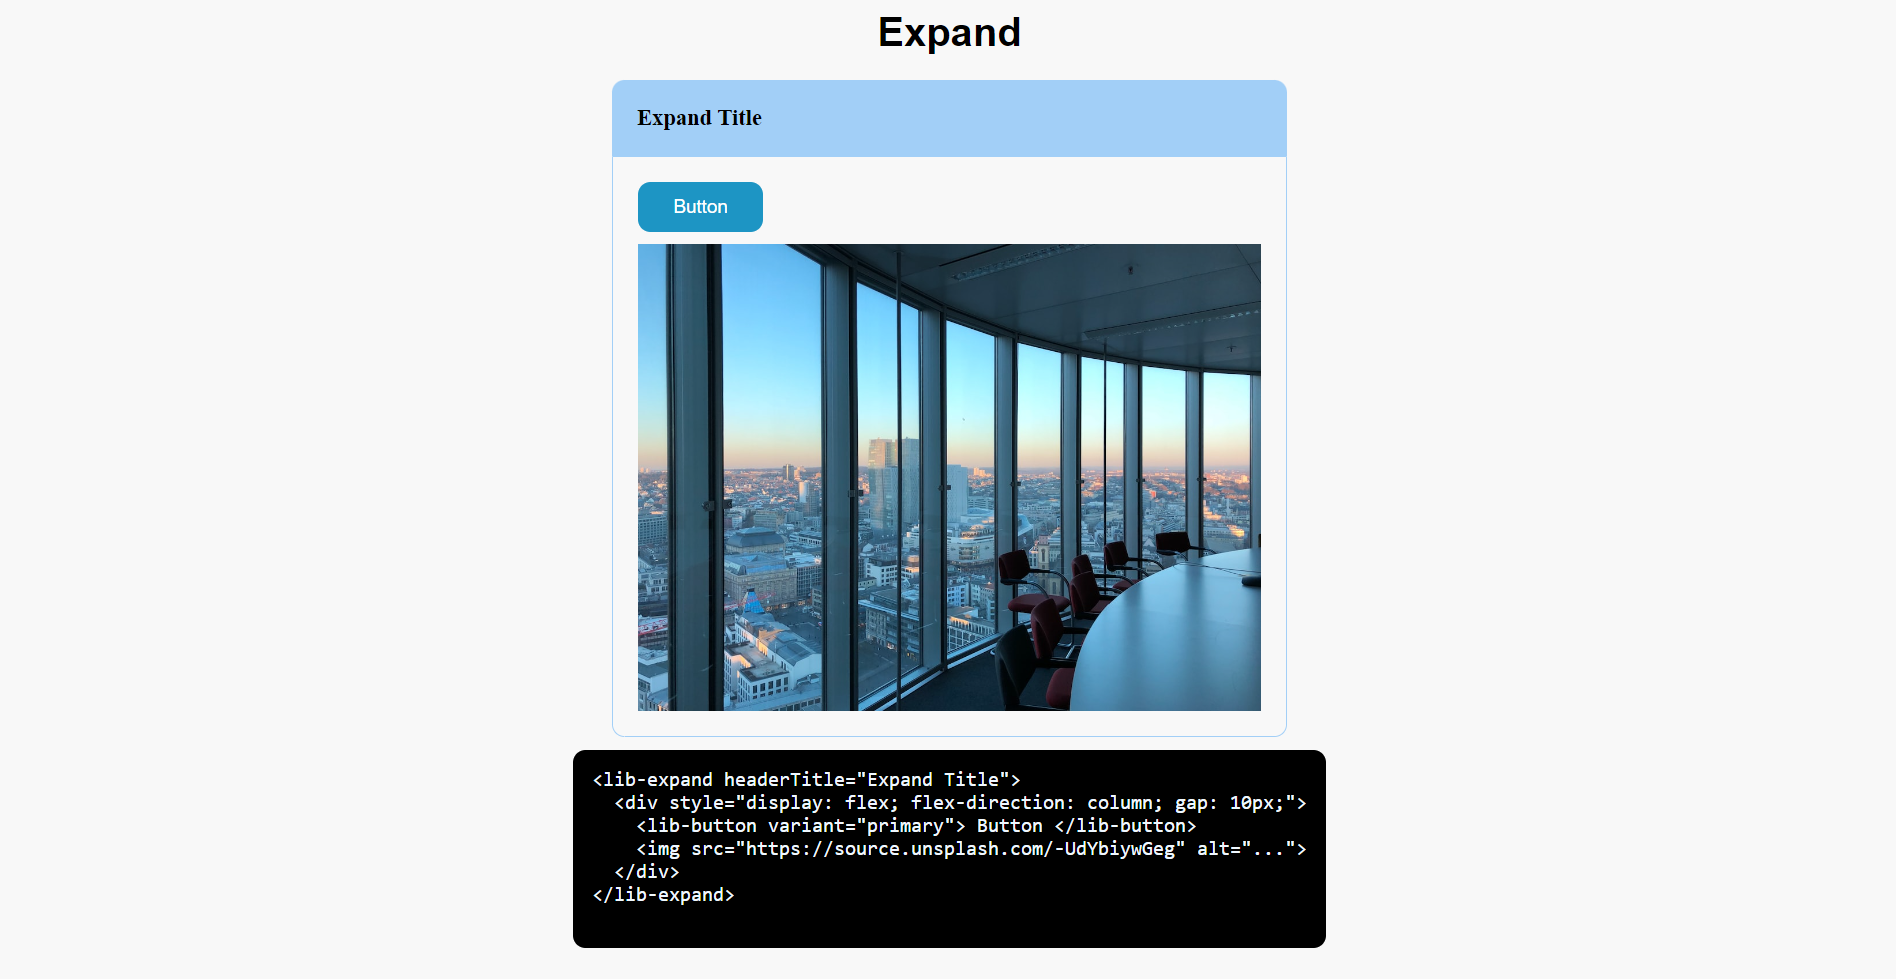 Expand
Expand Title
Button
<lib-expand headerTitle="Expand Title">
  <div style="display: flex; flex-direction: column; gap: 10px;">
    <lib-button variant="primary"> Button </lib-button>
    <img src="https://source.unsplash.com/-UdYbiywGeg" alt="...">
  </div>
</lib-expand>